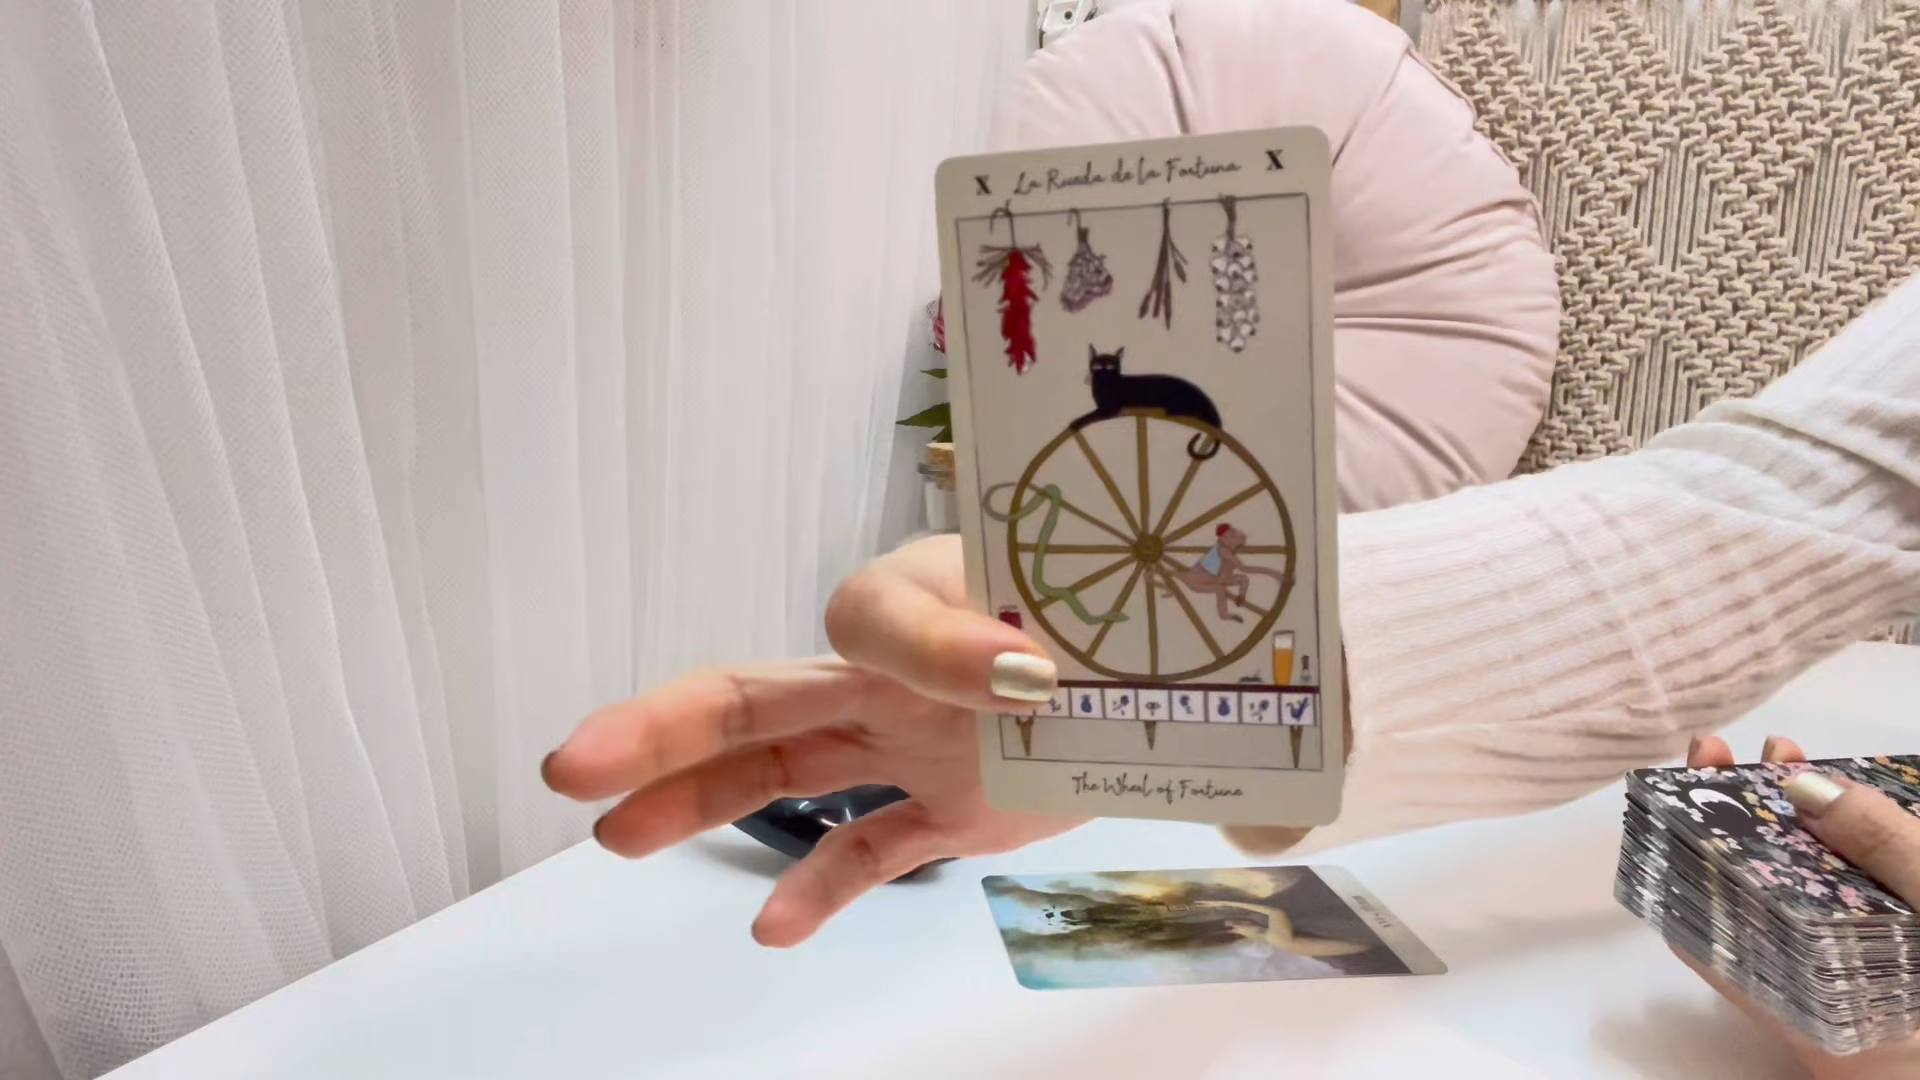 X La Rueda de la Fortuna X
The Wheel of Fortune